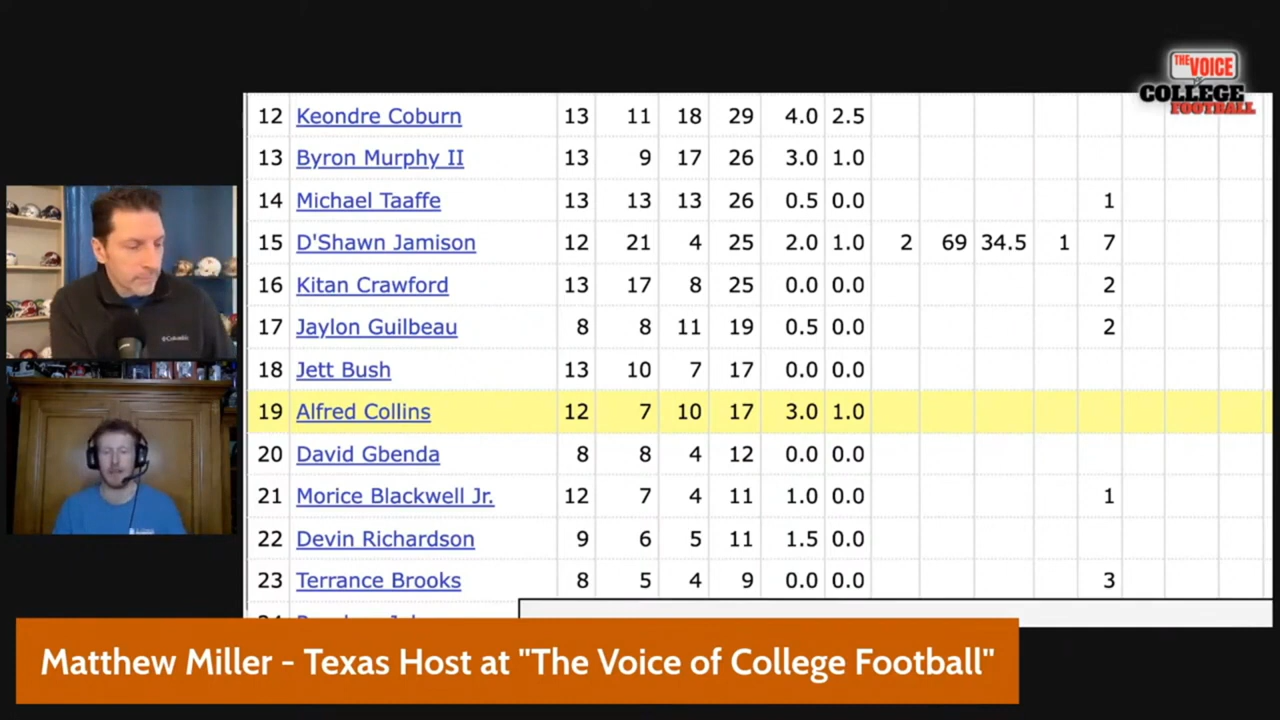 THE VOICE
OF
COLLEGE
FOOTBALL
12 Keondre Coburn 13 11 18 29 4.0 2.5
13 Byron Murphy II 13 9 17 26 3.0 1.0
14 Michael Taaffe 13 13 13 26 0.5 0.0 1
15 D'Shawn Jamison 12 21 4 25 2.0 1.0 2 69 34.5 1 7
16 Kitan Crawford 13 17 8 25 0.0 0.0 2
17 Jaylon Guilbeau 8 8 11 19 0.5 0.0 2
18 Jett Bush 13 10 7 17 0.0 0.0
19 Alfred Collins 12 7 10 17 3.0 1.0
20 David Gbenda 8 8 4 12 0.0 0.0
21 Morice Blackwell Jr. 12 7 4 11 1.0 0.0 1
22 Devin Richardson 9 6 5 11 1.5 0.0
23 Terrance Brooks 8 5 4 9 0.0 0.0 3
Columbia
Matthew Miller - Texas Host at "The Voice of College Football"